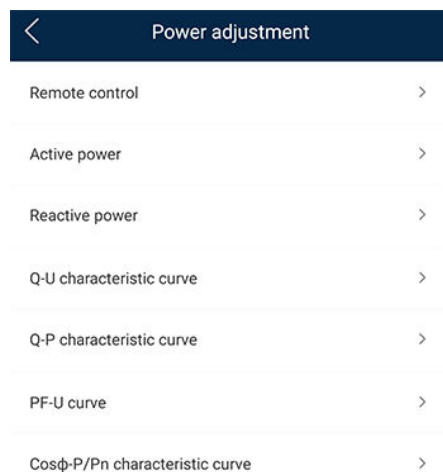 Power adjustment
Remote control
Active power
Reactive power
Q-U characteristic curve
Q-P characteristic curve
PF-U curve
Cosϕ-P/Pn characteristic curve